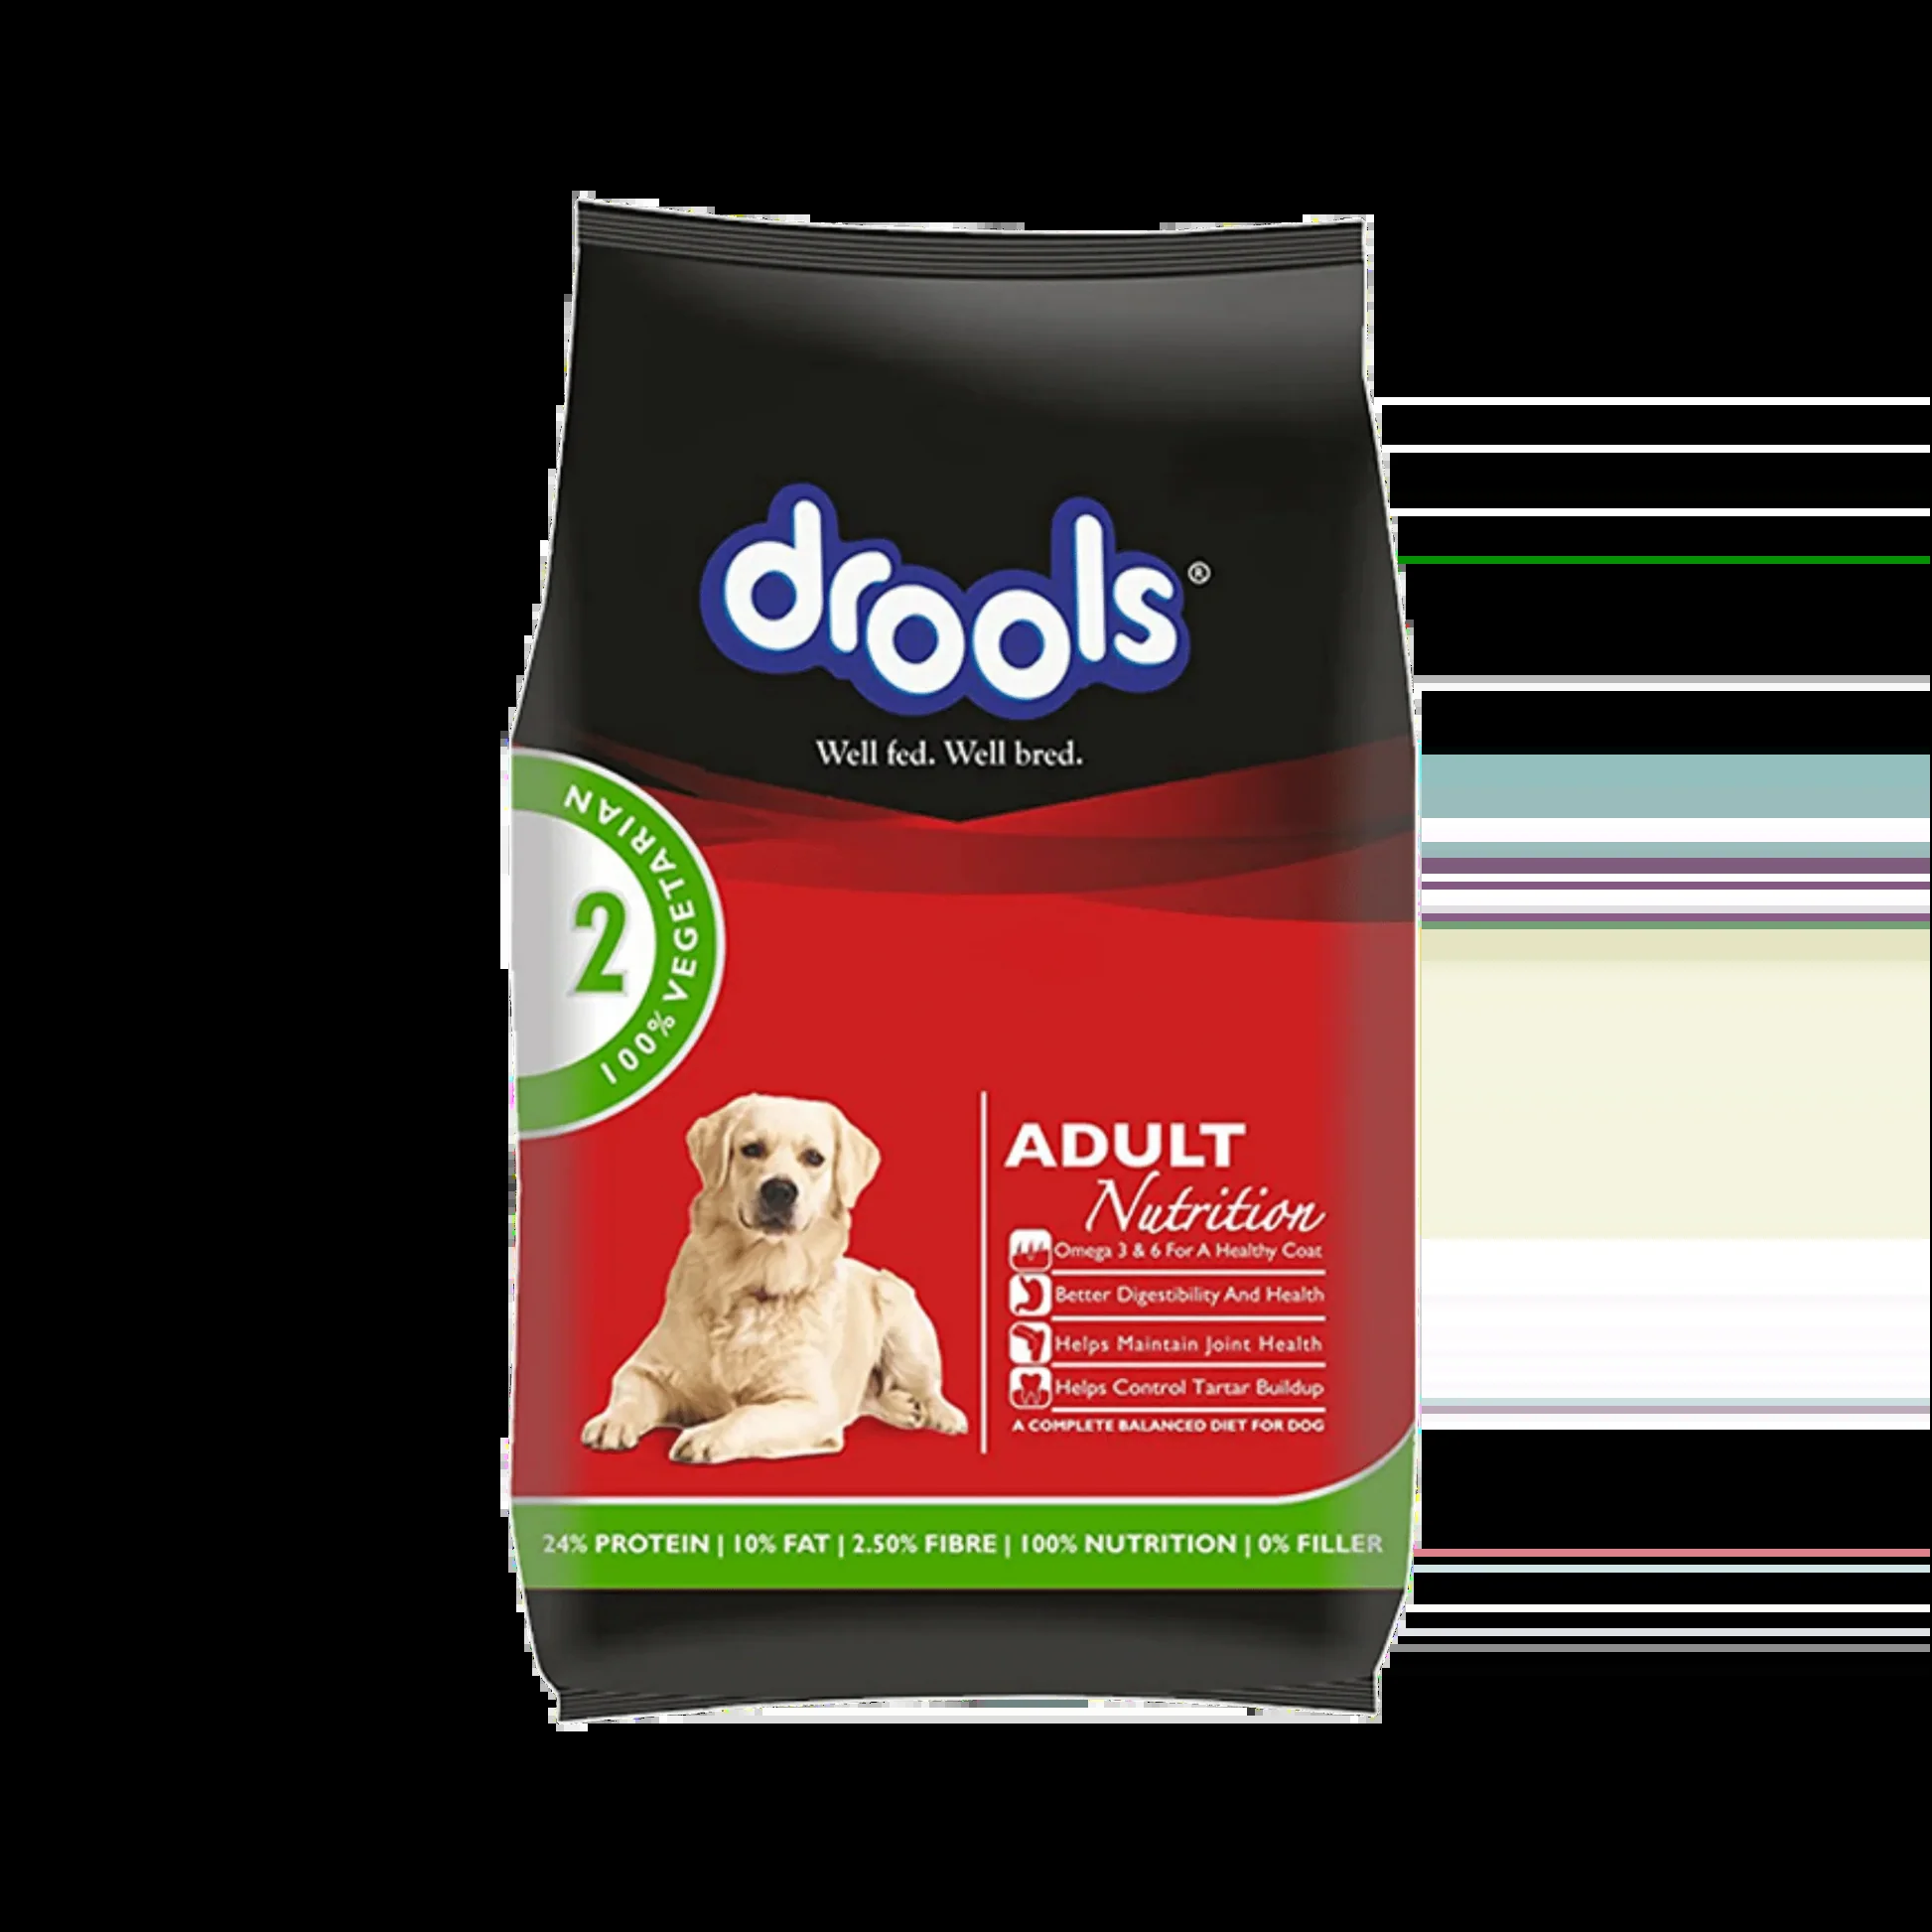 drools®
Well fed. Well bred.
100% VEGETARIAN
2
ADULT
Nutrition
Omega 3 & 6 For A Healthy Coat
Better Digestibility And Health
Helps Maintain Joint Health
Helps Control Tartar Buildup
A COMPLETE BALANCED DIET FOR DOG
24% PROTEIN | 10% FAT | 2.50% FIBRE | 100% NUTRITION | 0% FILLER